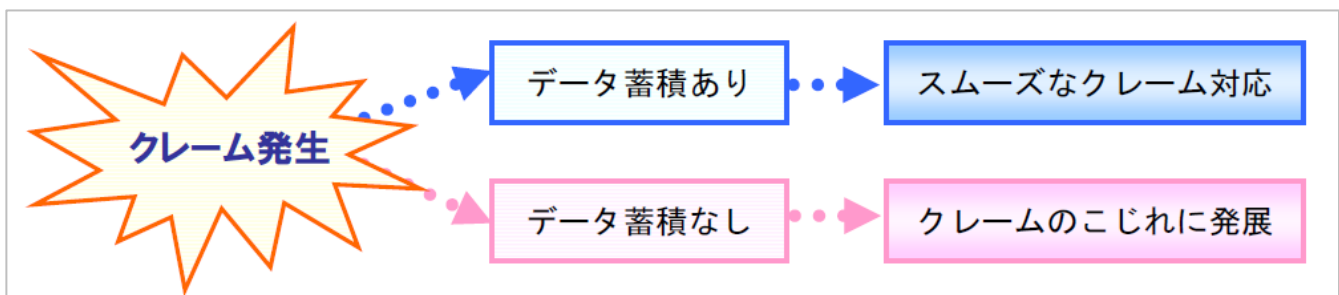 クレーム発生
データ蓄積あり
スムーズなクレーム対応
データ蓄積なし
クレームのこじれに発展